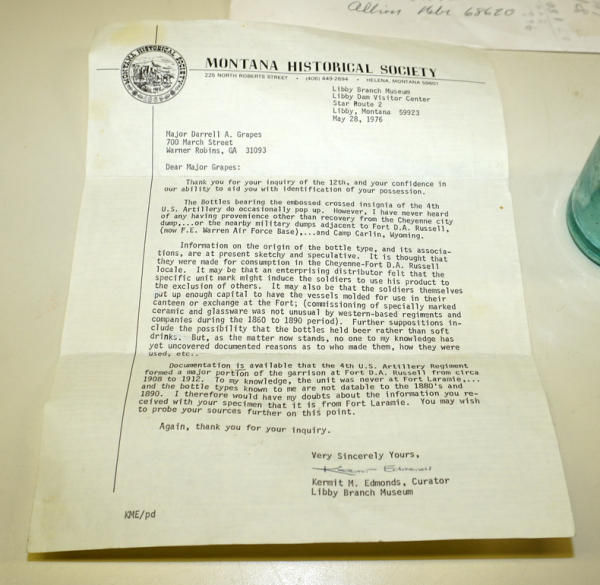 Albion Nebr 68620
MONTANA HISTORICAL SOCIETY
MONTANA HISTORICAL SOCIETY
225 NORTH ROBERTS STREET • (406) 449-2694 • HELENA, MONTANA 59601
Libby Branch Museum
Libby Dam Visitor Center
Star Route 2
Libby, Montana 59923
May 28, 1976
Major Darrell A. Grapes
700 March Street
Warner Robins, GA 31093
Dear Major Grapes:
Thank you for your inquiry of the 12th, and your confidence in
our ability to aid you with identification of your possession.
The Bottles bearing the embossed crossed insignia of the 4th
U.S. Artillery do occasionally pop up. However, I have never heard
of any having provenience other than recovery from the Cheyenne city
dump,...or the nearby military dumps adjacent to Fort D.A. Russell,
(now F.E. Warren Air Force Base),...and Camp Carlin, Wyoming.
Information on the origin of the bottle type, and its associa-
tions, are at present sketchy and speculative. It is thought that
they were made for consumption in the Cheyenne-Fort D.A. Russell
locale. It may be that an enterprising distributor felt that the
specific unit mark might induce the soldiers to use his product to
the exclusion of others. It may also be that the soldiers themselves
put up enough capital to have the vessels molded for use in their
canteen or exchange at the Fort; (commissioning of specially marked
ceramic and glassware was not unusual by western-based regiments and
companies during the 1860 to 1890 period). Further suppositions in-
clude the possibility that the bottles held beer rather than soft
drinks. But, as the matter now stands, no one to my knowledge has
yet uncovered documented reasons as to who made them, how they were
used, etc..
Documentation is available that the 4th U.S. Artillery Regiment
formed a major portion of the garrison at Fort D.A. Russell from circa
1908 to 1912. To my knowledge, the unit was never at Fort Laramie,...
and the bottle types known to me are not datable to the 1880's and
1890. I therefore would have my doubts about the information you re-
ceived with your specimen that it is from Fort Laramie. You may wish
to probe your sources further on this point.
Again, thank you for your inquiry.
Very Sincerely Yours,
Kermit Edmonds
Kermit M. Edmonds, Curator
Libby Branch Museum
KME/pd